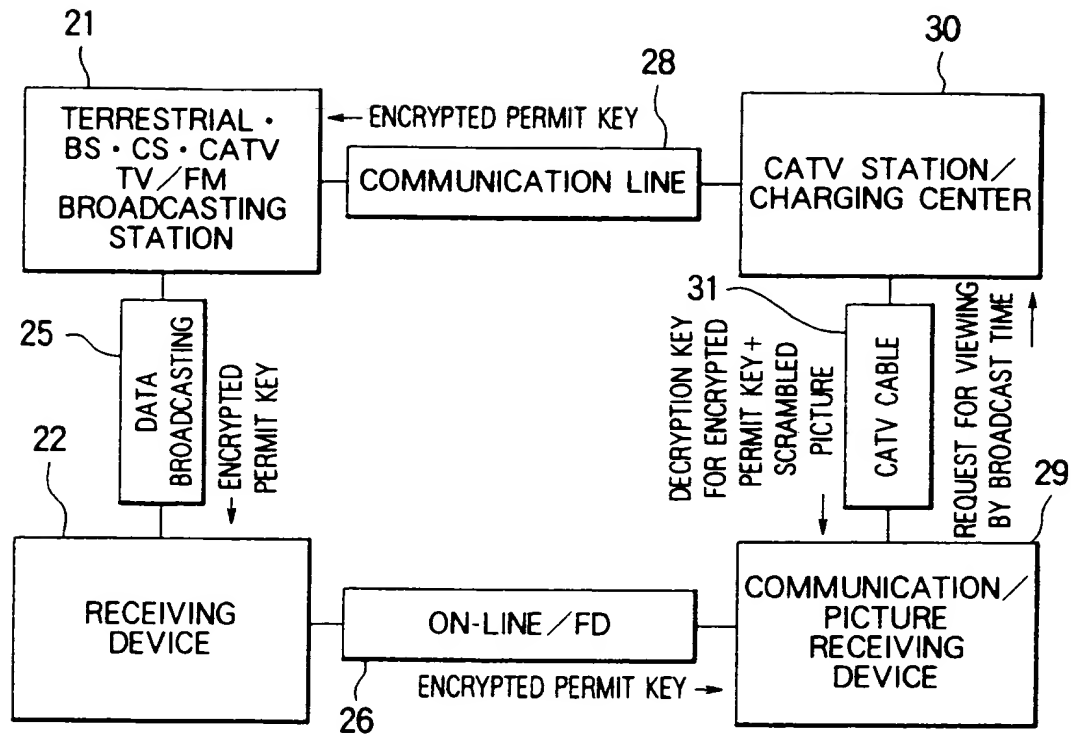 21
30
28
TERRESTRIAL・
BS・CS・CATV
TV/FM
BROADCASTING
STATION
← ENCRYPTED PERMIT KEY
COMMUNICATION LINE
CATV STATION/
CHARGING CENTER
25
DATA
BROADCASTING
ENCRYPTED
PERMIT KEY
↓
31
DECRYPTION KEY
FOR ENCRYPTED
PERMIT KEY+
SCRAMBLED
PICTURE
↓
CATV CABLE
REQUEST FOR VIEWING
BY BROADCAST TIME
↑
22
29
RECEIVING
DEVICE
ON-LINE/FD
COMMUNICATION/
PICTURE
RECEIVING
DEVICE
ENCRYPTED PERMIT KEY →
26